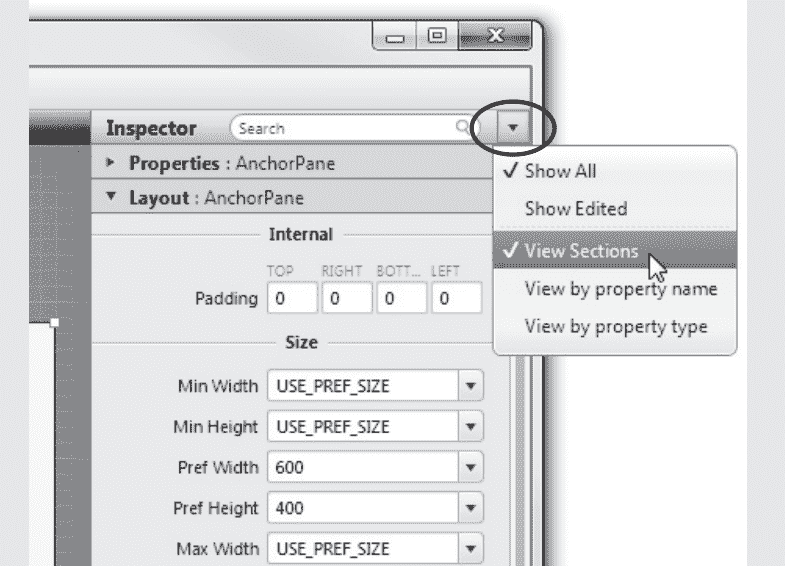 Inspector Search
Properties : AnchorPane
Layout : AnchorPane
Internal
TOP RIGHT BOTT... LEFT
Padding 0 0 0 0
Size
Min Width USE_PREF_SIZE
Min Height USE_PREF_SIZE
Pref Width 600
Pref Height 400
Max Width USE_PREF_SIZE
Show All
Show Edited
View Sections
View by property name
View by property type